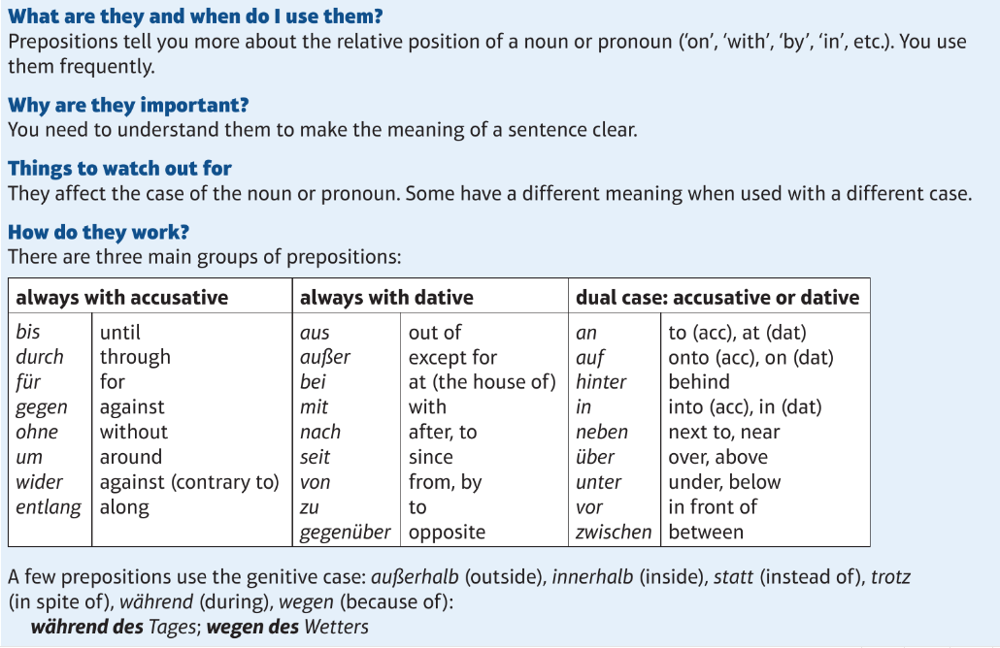 What are they and when do I use them?
Prepositions tell you more about the relative position of a noun or pronoun (‘on’, ‘with’, ‘by’, ‘in’, etc.). You use
them frequently.
Why are they important?
You need to understand them to make the meaning of a sentence clear.
Things to watch out for
They affect the case of the noun or pronoun. Some have a different meaning when used with a different case.
How do they work?
There are three main groups of prepositions:
always with accusative always with dative dual case: accusative or dative
bis until aus out of an to (acc), at (dat)
durch through außer except for auf onto (acc), on (dat)
für for bei at (the house of) hinter behind
gegen against mit with in into (acc), in (dat)
ohne without nach after, to neben next to, near
um around seit since über over, above
wider against (contrary to) von from, by unter under, below
entlang along zu to vor in front of
gegenüber opposite zwischen between
A few prepositions use the genitive case: außerhalb (outside), innerhalb (inside), statt (instead of), trotz
(in spite of), während (during), wegen (because of):
während des Tages; wegen des Wetters